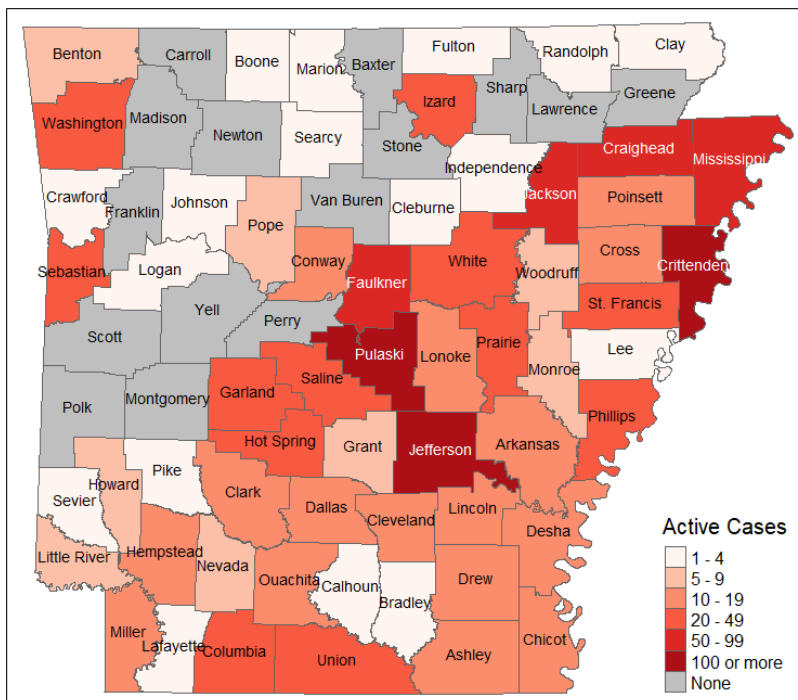 Benton
Carroll
Boone
Marion
Baxter
Fulton
Randolph
Clay
Washington
Madison
Newton
Searcy
Izard
Sharp
Lawrence
Greene
Stone
Independence
Jackson
Craighead
Mississippi
Crawford
Franklin
Johnson
Pope
Van Buren
Cleburne
Poinsett
Sebastian
Logan
Conway
Faulkner
White
Woodruff
Cross
Crittenden
Scott
Yell
Perry
Pulaski
Lonoke
Prairie
St. Francis
Lee
Monroe
Polk
Montgomery
Garland
Saline
Phillips
Hot Spring
Grant
Jefferson
Arkansas
Sevier
Howard
Pike
Clark
Dallas
Cleveland
Lincoln
Desha
Little River
Hempstead
Nevada
Ouachita
Calhoun
Bradley
Drew
Miller
Lafayette
Columbia
Union
Ashley
Chicot
Active Cases
1 - 4
5 - 9
10 - 19
20 - 49
50 - 99
100 or more
None